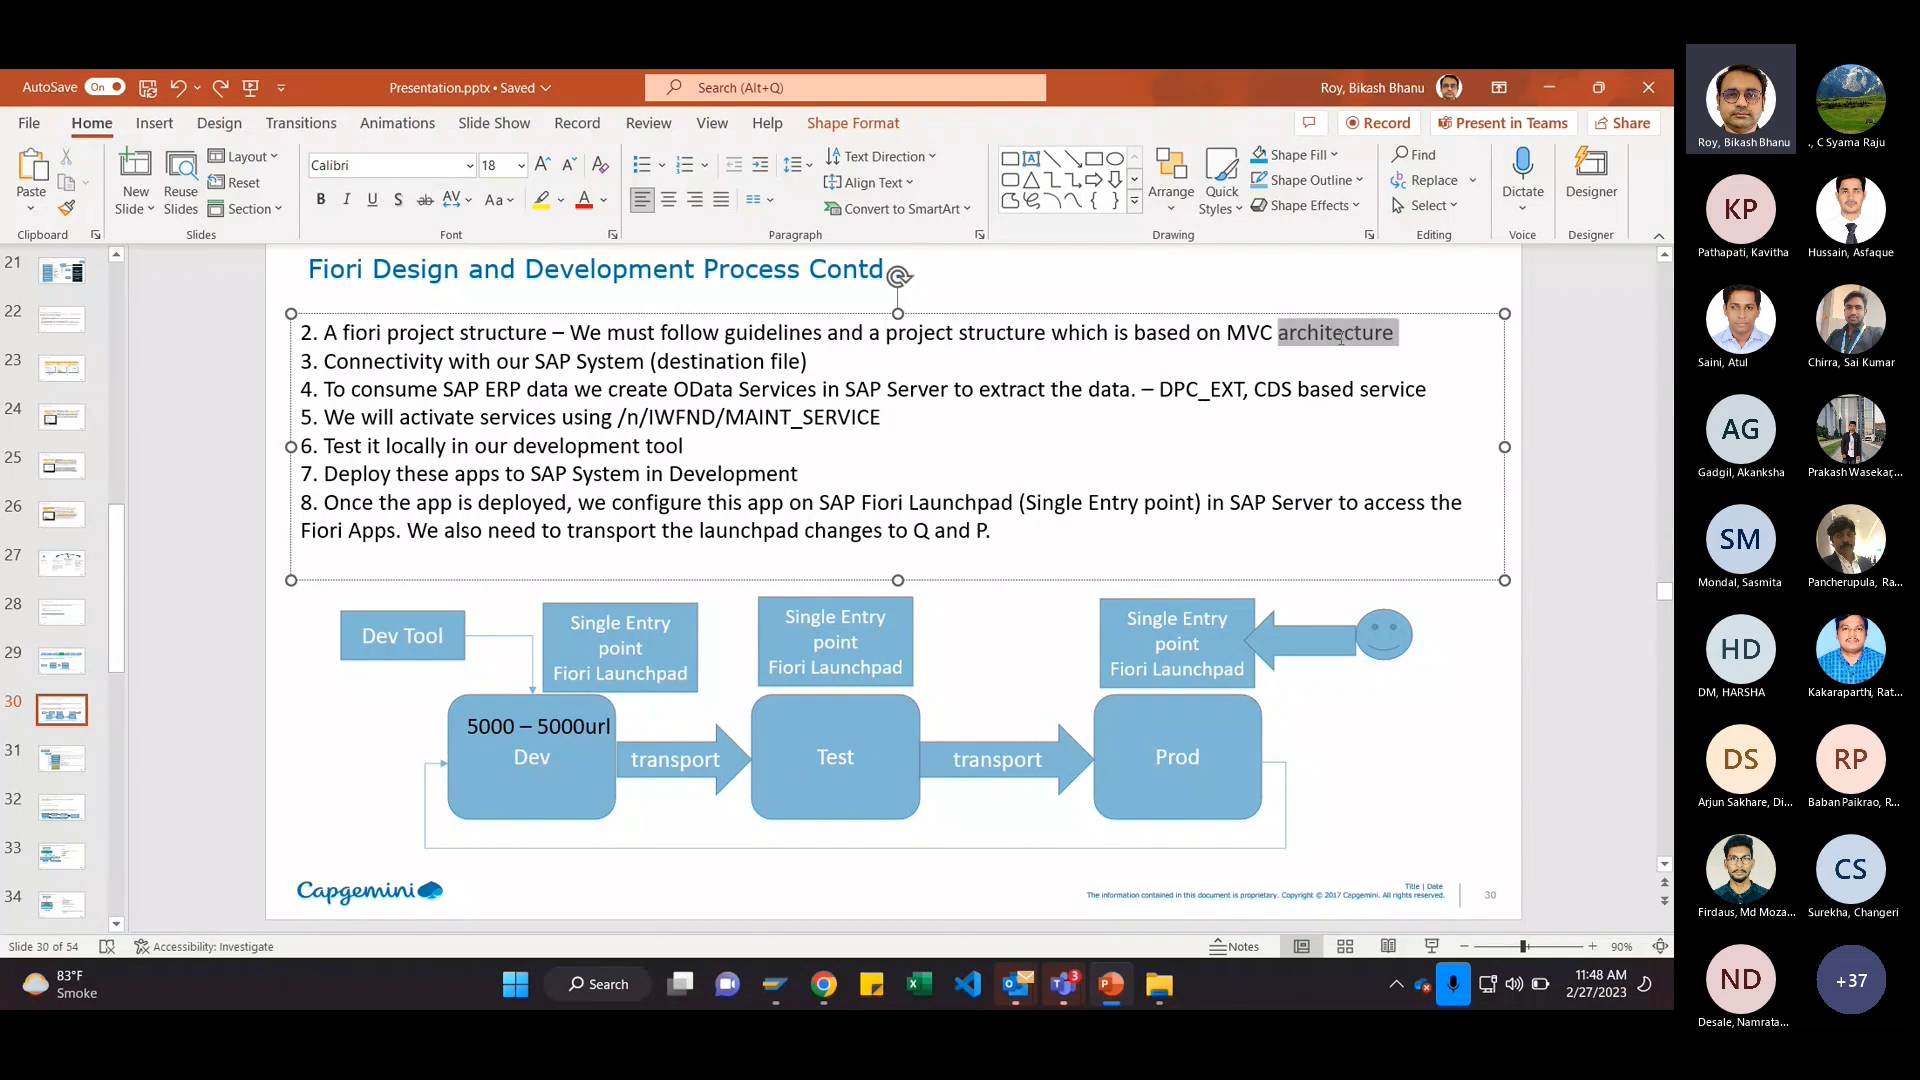 AutoSave On
Presentation.pptx • Saved
Search (Alt+Q)
Roy, Bikash Bhanu
File Home Insert Design Transitions Animations Slide Show Record Review View Help Shape Format
Record Present in Teams Share
Paste
New Slide
Reuse Slides
Layout
Reset
Section
Calibri 18
B I U S ab AV Aa A
Text Direction
Align Text
Convert to SmartArt
Arrange
Quick Styles
Shape Fill
Shape Outline
Shape Effects
Find
Replace
Select
Dictate
Designer
Clipboard Slides Font Paragraph Drawing Editing Voice Designer
21
22
23
24
25
26
27
28
29
30
31
32
33
34
Fiori Design and Development Process Contd
2. A fiori project structure – We must follow guidelines and a project structure which is based on MVC architecture
3. Connectivity with our SAP System (destination file)
4. To consume SAP ERP data we create OData Services in SAP Server to extract the data. – DPC_EXT, CDS based service
5. We will activate services using /n/IWFND/MAINT_SERVICE
6. Test it locally in our development tool
7. Deploy these apps to SAP System in Development
8. Once the app is deployed, we configure this app on SAP Fiori Launchpad (Single Entry point) in SAP Server to access the
Fiori Apps. We also need to transport the launchpad changes to Q and P.
Dev Tool
Single Entry
point
Fiori Launchpad
Single Entry
point
Fiori Launchpad
Single Entry
point
Fiori Launchpad
5000 – 5000url
Dev
transport
Test
transport
Prod
Capgemini
Title | Date
The information contained in this document is proprietary. Copyright © 2017 Capgemini. All rights reserved.
30
Slide 30 of 54
Accessibility: Investigate
Notes
90%
83°F
Smoke
Search
3
11:48 AM
2/27/2023
Roy, Bikash Bhanu
., C Syama Raju
KP
Pathapati, Kavitha
Hussain, Asfaque
Saini, Atul
Chirra, Sai Kumar
AG
Gadgil, Akanksha
Prakash Wasekar,...
SM
Mondal, Sasmita
Pancherupula, Ra...
HD
DM, HARSHA
Kakaraparthi, Rat...
DS
Arjun Sakhare, Di...
RP
Baban Paikrao, R...
Firdaus, Md Moza...
CS
Surekha, Changeri
ND
Desale, Namrata...
+37